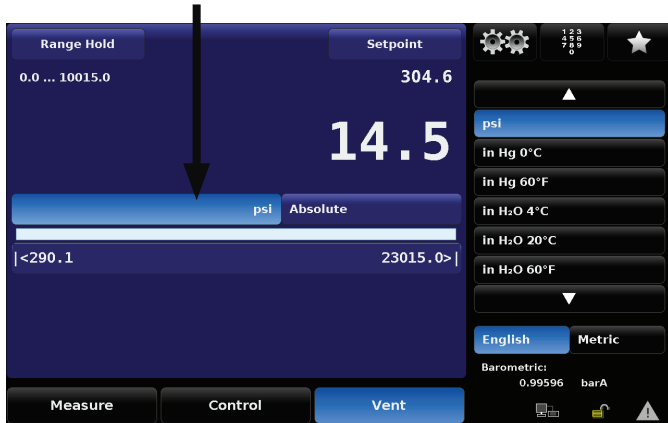 Range Hold
Setpoint
0.0 ... 10015.0
304.6
14.5
psi
Absolute
|<290.1
23015.0>|
Measure
Control
Vent
1 2 3
4 5 6
7 8 9
0
psi
in Hg 0°C
in Hg 60°F
in H₂O 4°C
in H₂O 20°C
in H₂O 60°F
English
Metric
Barometric:
0.99596 barA